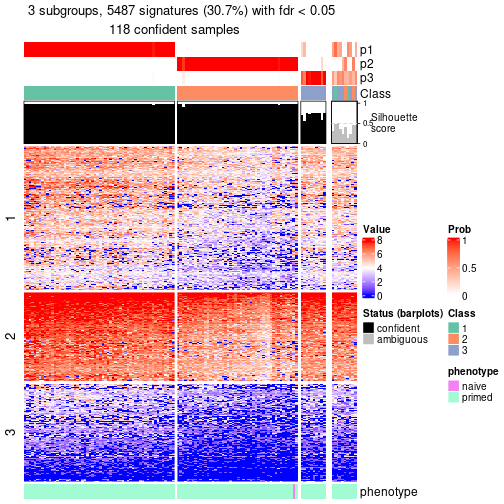 3 subgroups, 5487 signatures (30.7%) with fdr < 0.05
118 confident samples
p1
p2
p3
Class
1
0.5
0
Silhouette
score
1
2
3
phenotype
Value
8
6
4
2
0
Prob
1
0.5
0
Status (barplots)
confident
ambiguous
Class
1
2
3
phenotype
naive
primed